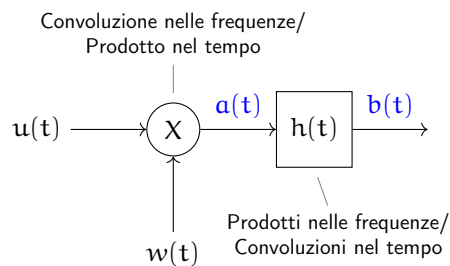 Convoluzione nelle frequenze/
Prodotto nel tempo
u(t)
X
a(t)
h(t)
b(t)
w(t)
Prodotti nelle frequenze/
Convoluzioni nel tempo